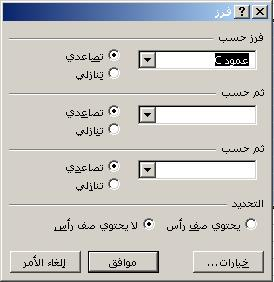 فرز
فرز حسب
عمود C
تصاعدي
تنازلي
ثم حسب
تصاعدي
تنازلي
ثم حسب
تصاعدي
تنازلي
التحديد
يحتوي صف رأس لا يحتوي صف رأس
خيارات... موافق إلغاء الأمر